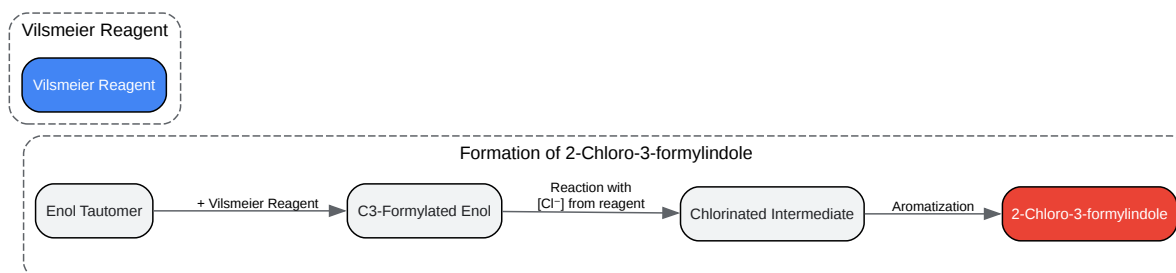 Vilsmeier Reagent
Vilsmeier Reagent
Formation of 2-Chloro-3-formylindole
Enol Tautomer
+ Vilsmeier Reagent
C3-Formylated Enol
Reaction with
[Cl⁻] from reagent
Chlorinated Intermediate
Aromatization
2-Chloro-3-formylindole